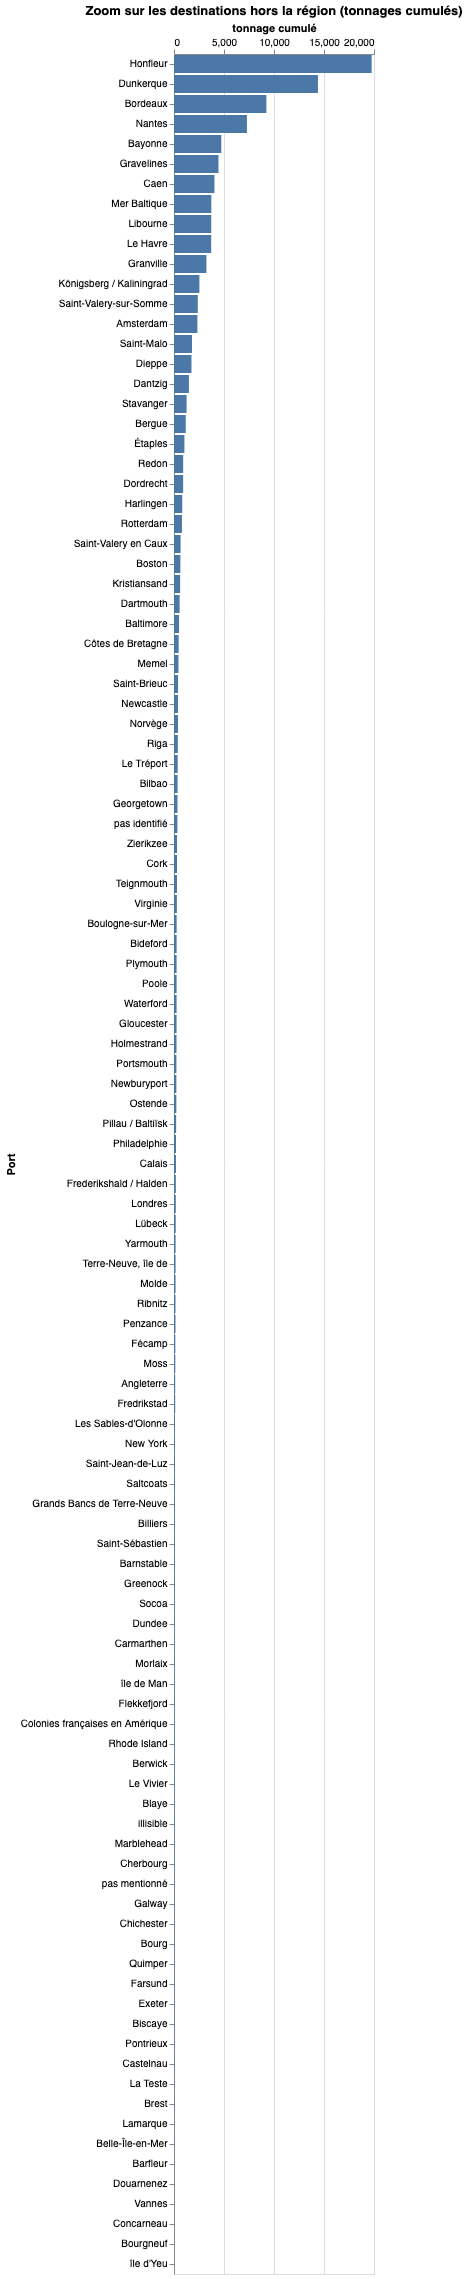 Zoom sur les destinations hors la région (tonnages cumulés)
tonnage cumulé
0 5,000 10,000 15,000 20,000
Honfleur
Dunkerque
Bordeaux
Nantes
Bayonne
Gravelines
Caen
Mer Baltique
Libourne
Le Havre
Granville
Königsberg / Kaliningrad
Saint-Valery-sur-Somme
Amsterdam
Saint-Malo
Dieppe
Dantzig
Stavanger
Bergue
Étaples
Redon
Dordrecht
Harlingen
Rotterdam
Saint-Valery en Caux
Boston
Kristiansand
Dartmouth
Baltimore
Côtes de Bretagne
Memel
Saint-Brieuc
Newcastle
Norvège
Riga
Le Tréport
Bilbao
Georgetown
pas identifié
Zierikzee
Cork
Teignmouth
Virginie
Boulogne-sur-Mer
Bideford
Plymouth
Poole
Waterford
Gloucester
Holmestrand
Portsmouth
Newburyport
Ostende
Pillau / Baltiïsk
Philadelphie
Port
Calais
Frederikshald / Halden
Londres
Lübeck
Yarmouth
Terre-Neuve, île de
Molde
Ribnitz
Penzance
Fécamp
Moss
Angleterre
Fredrikstad
Les Sables-d'Olonne
New York
Saint-Jean-de-Luz
Saltcoats
Grands Bancs de Terre-Neuve
Billiers
Saint-Sébastien
Barnstable
Greenock
Socoa
Dundee
Carmarthen
Morlaix
île de Man
Flekkefjord
Colonies françaises en Amérique
Rhode Island
Berwick
Le Vivier
Blaye
illisible
Marblehead
Cherbourg
pas mentionné
Galway
Chichester
Bourg
Quimper
Farsund
Exeter
Biscaye
Pontrieux
Castelnau
La Teste
Brest
Lamarque
Belle-Île-en-Mer
Barfleur
Douarnenez
Vannes
Concarneau
Bourgneuf
île d'Yeu